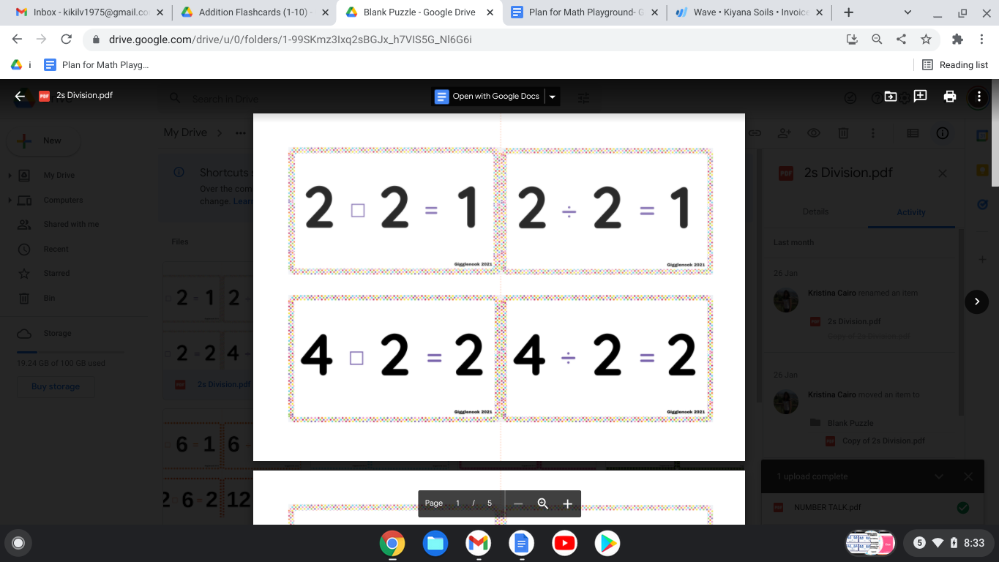 Inbox - kikilv1975@gmail.co
Addition Flashcards (1-10) -
Blank Puzzle - Google Drive
Plan for Math Playground- G
Wave • Kiyana Soils • Invoice
drive.google.com/drive/u/0/folders/1-99SKmz3Ixq2sBGJx_h7VIS5G_Nl6G6i
i
Plan for Math Playg...
Reading list
PDF 2s Division.pdf
Search in Drive
Open with Google Docs
New
My Drive
2s Division.pdf
My Drive
Computers
Shared with me
Recent
Starred
Bin
Storage
19.24 GB of 100 GB used
Buy storage
Shortcuts
Over the com
change. Lear
Files
□ 2 = 1 2
□ 2 = 2 4 ÷
2s Division.pdf
□ 6 = 1 6
2 □ 6 = 2 12
2 □ 2 = 1
Gigglenook 2021
2 ÷ 2 = 1
Gigglenook 2021
4 □ 2 = 2
Gigglenook 2021
4 ÷ 2 = 2
Gigglenook 2021
Page 1 / 5
Details
Activity
Last month
26 Jan
Kristina Cairo renamed an item
2s Division.pdf
Copy of 2s Division.pdf
26 Jan
Kristina Cairo moved an item to
Blank Puzzle
Copy of 2s Division.pdf
1 upload complete
NUMBER TALK.pdf
5
8:33